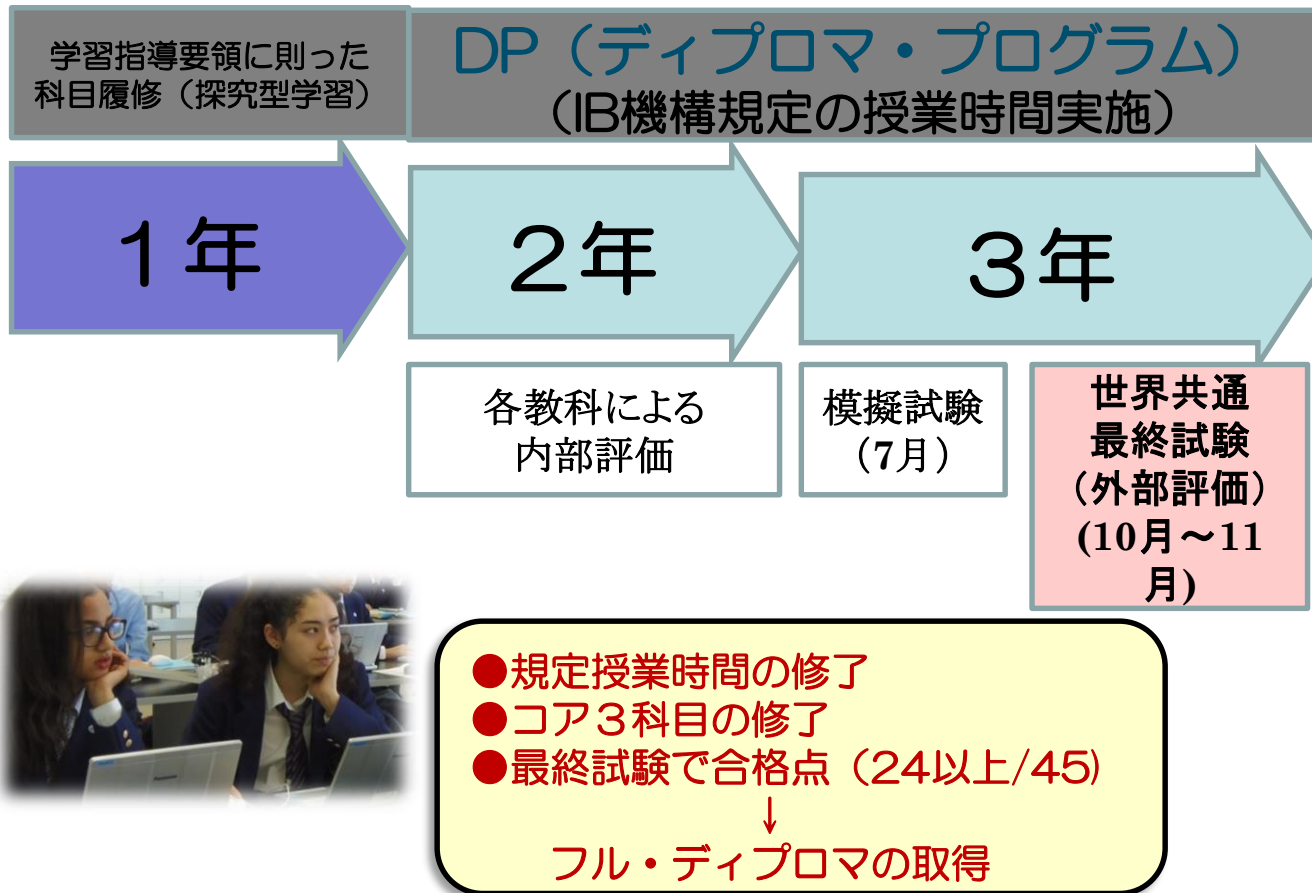 学習指導要領に則った
科目履修（探究型学習）
DP（ディプロマ・プログラム）
（IB機構規定の授業時間実施）
１年
２年
３年
各教科による
内部評価
模擬試験
（7月）
世界共通
最終試験
（外部評価）
(10月～11
月)
●規定授業時間の修了
●コア３科目の修了
●最終試験で合格点（24以上/45)
↓
フル・ディプロマの取得